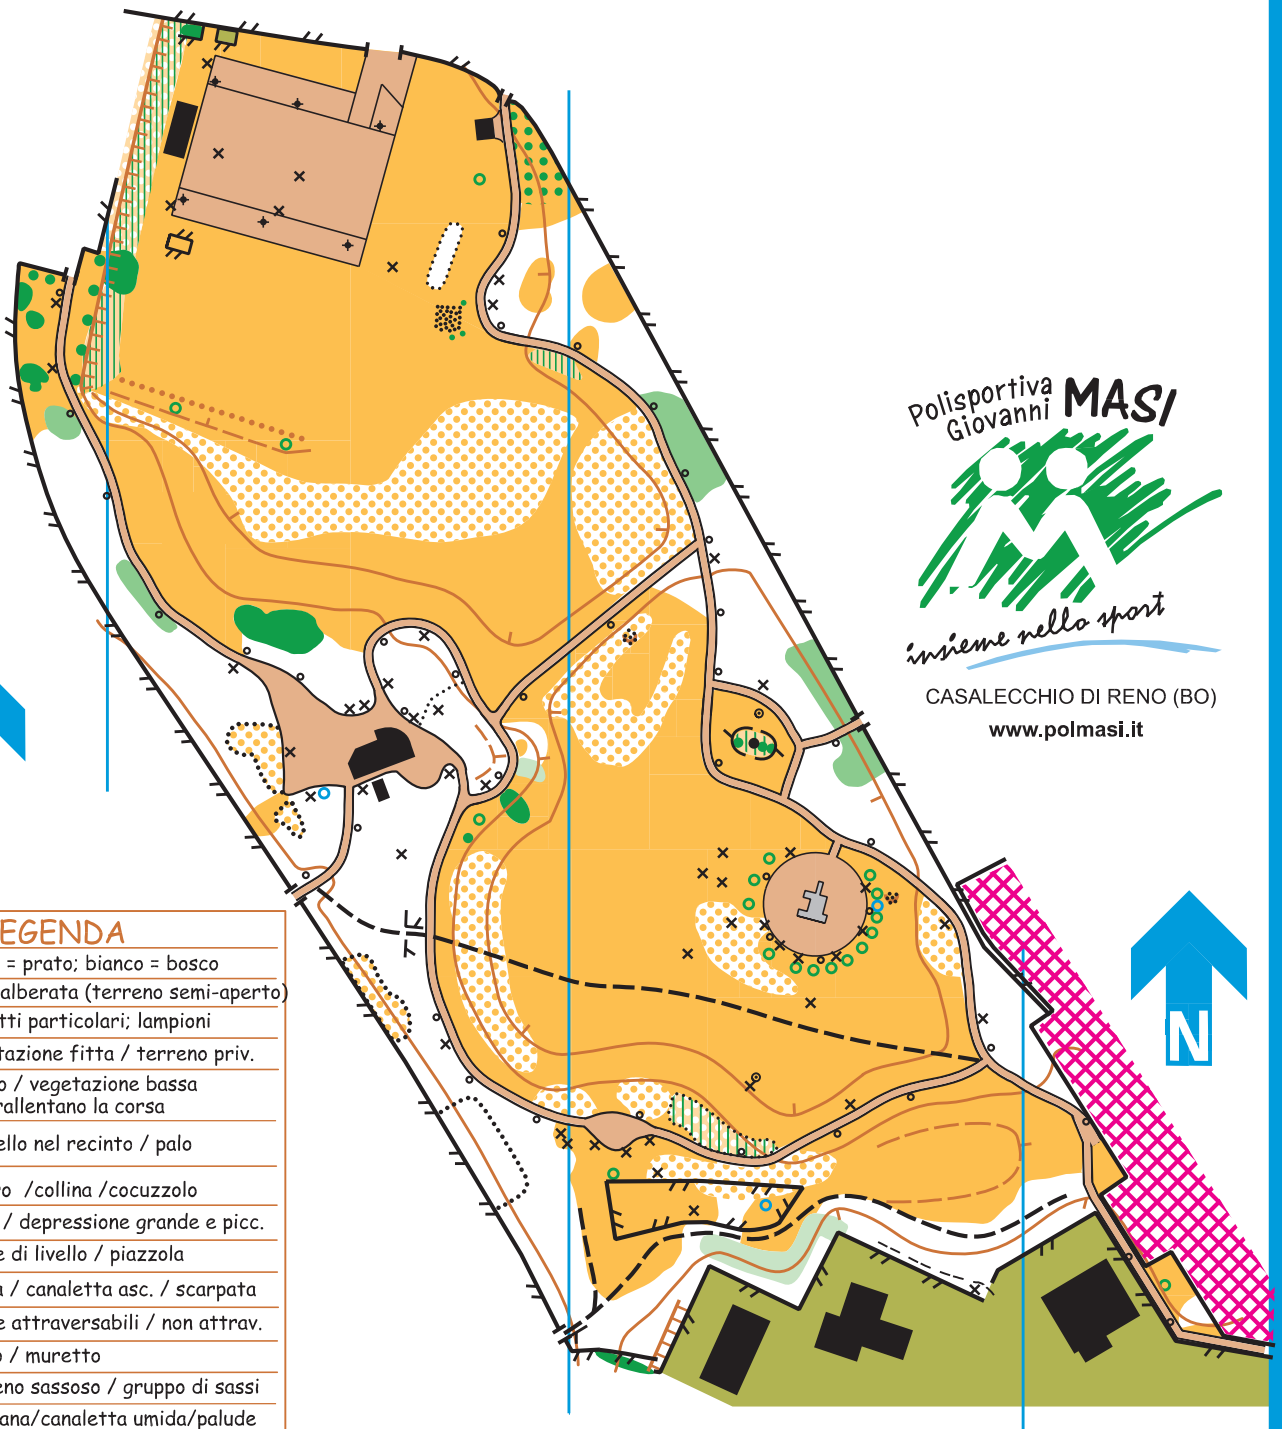 Polisportiva
Giovanni MASI
insieme nello sport
CASALECCHIO DI RENO (BO)
www.polmasi.it
N
EGENDA
= prato; bianco = bosco
alberata (terreno semi-aperto)
tti particolari; lampioni
tazione fitta / terreno priv.
o / vegetazione bassa
rallentano la corsa
ello nel recinto / palo
o /collina /cocuzzolo
/ depressione grande e picc.
e di livello / piazzola
a / canaletta asc. / scarpata
e attraversabili / non attrav.
o / muretto
eno sassoso / gruppo di sassi
ana/canaletta umida/palude